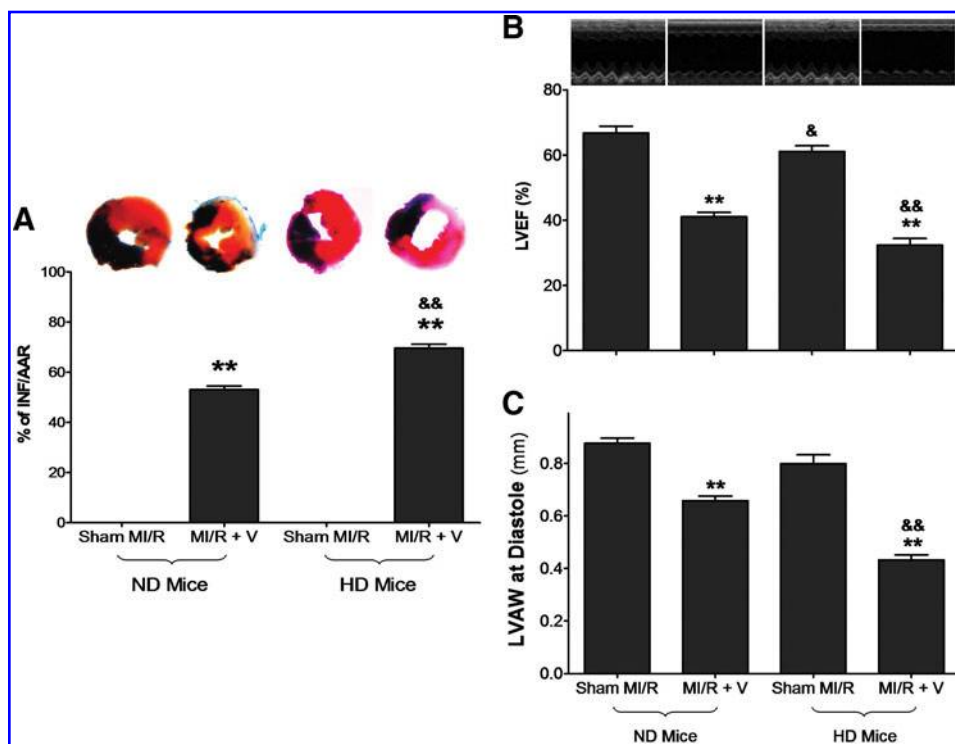 A
% of INF/AAR
100
80
60
40
20
0
**
&&
**
Sham MI/R MI/R + V Sham MI/R MI/R + V
ND Mice HD Mice
B
LVEF (%)
80
60
40
20
0
**
&
&&
**
C
LVAW at Diastole (mm)
0.8
0.6
0.4
0.2
0.0
**
&&
**
Sham MI/R MI/R + V Sham MI/R MI/R + V
ND Mice HD Mice